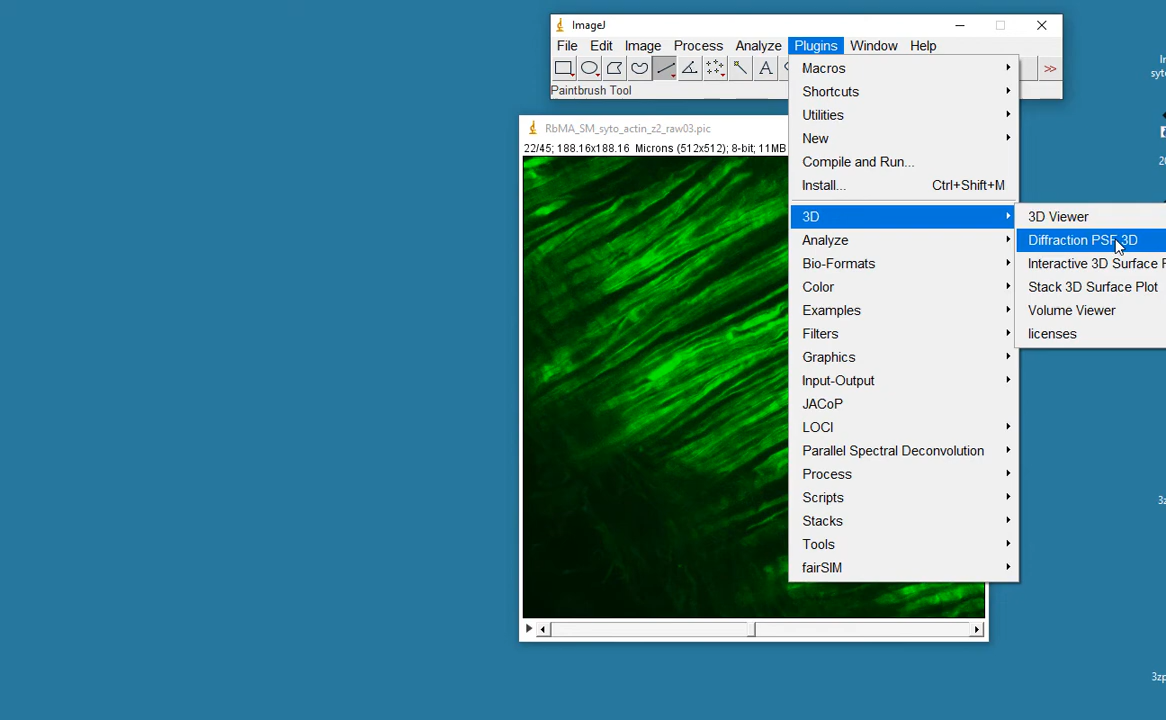 ImageJ
File Edit Image Process Analyze Plugins Window Help
>>
Paintbrush Tool
RbMA_SM_syto_actin_z2_raw03.pic
22/45; 188.16x188.16 Microns (512x512); 8-bit; 11MB
Macros
Shortcuts
Utilities
New
Compile and Run...
Install... Ctrl+Shift+M
3D
Analyze
Bio-Formats
Color
Examples
Filters
Graphics
Input-Output
JACoP
LOCI
Parallel Spectral Deconvolution
Process
Scripts
Stacks
Tools
fairSIM
3D Viewer
Diffraction PSF 3D
Interactive 3D Surface
Stack 3D Surface Plot
Volume Viewer
licenses